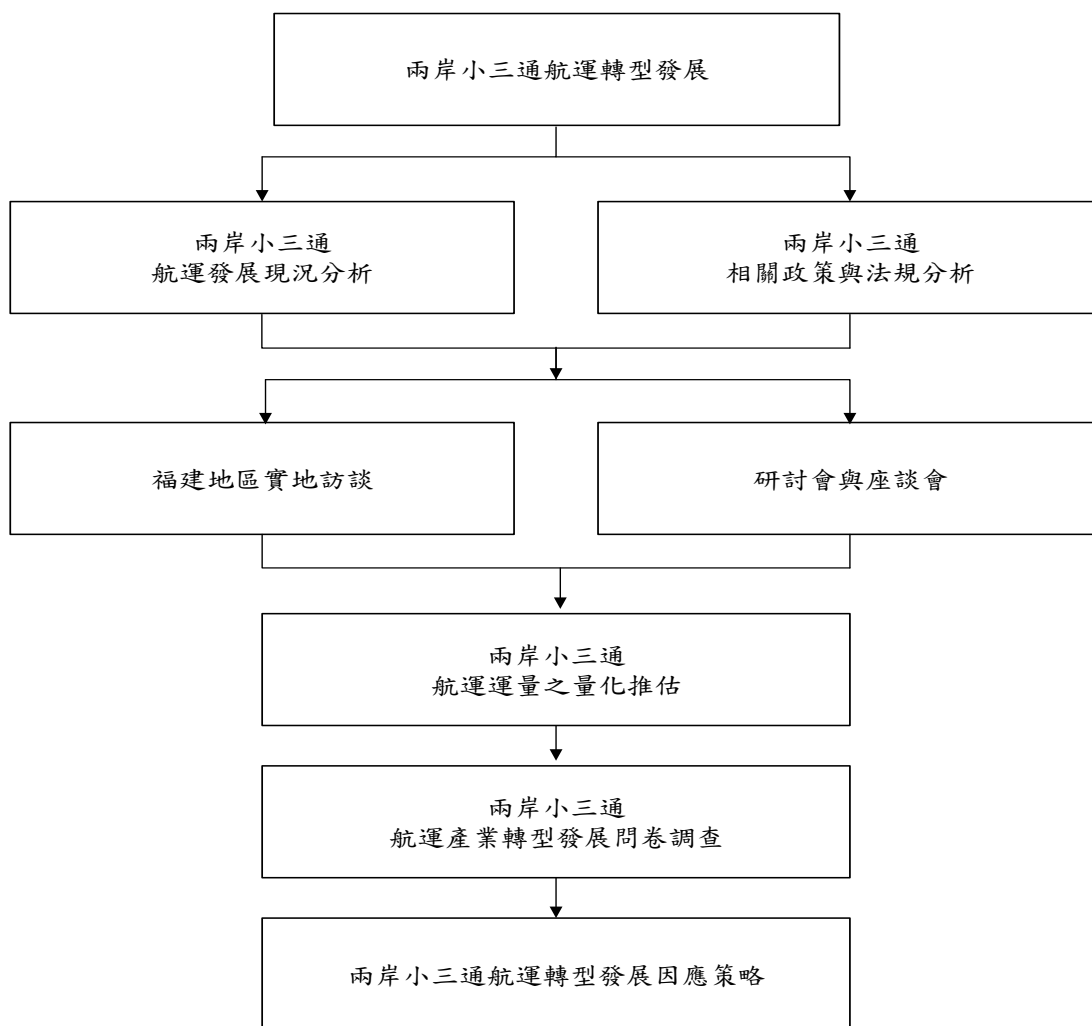 兩岸小三通航運轉型發展
兩岸小三通
航運發展現況分析
兩岸小三通
相關政策與法規分析
福建地區實地訪談
研討會與座談會
兩岸小三通
航運運量之量化推估
兩岸小三通
航運產業轉型發展問卷調查
兩岸小三通航運轉型發展因應策略